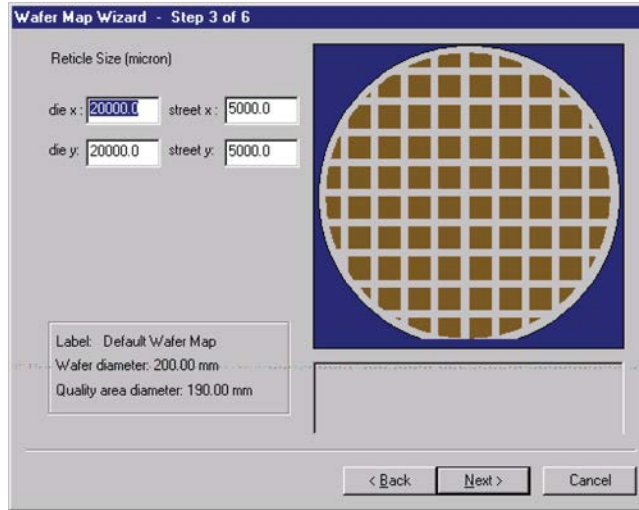 Wafer Map Wizard - Step 3 of 6
Reticle Size (micron)
die x : 20000.0 street x : 5000.0
die y: 20000.0 street y: 5000.0
Label: Default Wafer Map
Wafer diameter: 200.00 mm
Quality area diameter: 190.00 mm
< Back Next > Cancel